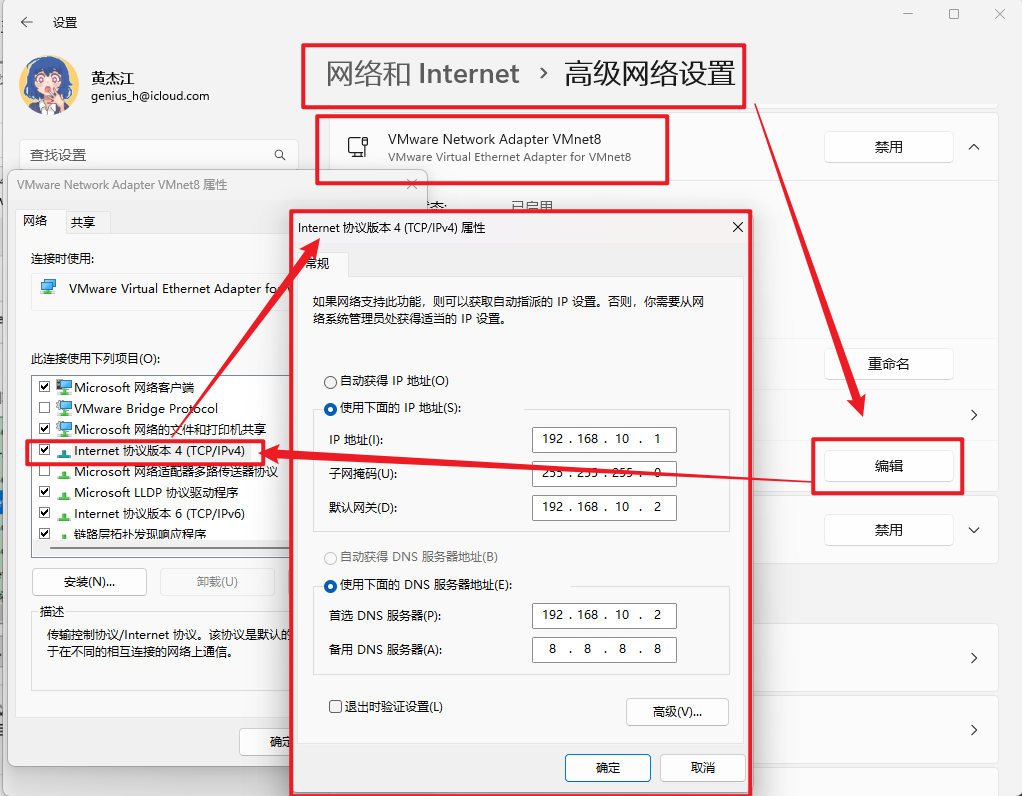 设置
黄杰江
genius_h@icloud.com
查找设置
网络和 Internet › 高级网络设置
VMware Network Adapter VMnet8
VMware Virtual Ethernet Adapter for VMnet8
禁用
已启用
重命名
编辑
禁用
VMware Network Adapter VMnet8 属性
网络
共享
连接时使用:
VMware Virtual Ethernet Adapter for
此连接使用下列项目(O):
Microsoft 网络客户端
VMware Bridge Protocol
Microsoft 网络的文件和打印机共享
Internet 协议版本 4 (TCP/IPv4)
Microsoft 网络适配器多路传送器协议
Microsoft LLDP 协议驱动程序
Internet 协议版本 6 (TCP/IPv6)
链路层拓扑发现响应程序
安装(N)...
卸载(U)
描述
传输控制协议/Internet 协议。该协议是默认的
于在不同的相互连接的网络上通信。
确定
Internet 协议版本 4 (TCP/IPv4) 属性
常规
如果网络支持此功能，则可以获取自动指派的 IP 设置。否则，你需要从网
络系统管理员处获得适当的 IP 设置。
自动获得 IP 地址(O)
使用下面的 IP 地址(S):
IP 地址(I):
192 . 168 . 10 . 1
子网掩码(U):
255 . 255 . 255 . 0
默认网关(D):
192 . 168 . 10 . 2
自动获得 DNS 服务器地址(B)
使用下面的 DNS 服务器地址(E):
首选 DNS 服务器(P):
192 . 168 . 10 . 2
备用 DNS 服务器(A):
8 . 8 . 8 . 8
退出时验证设置(L)
高级(V)...
确定
取消